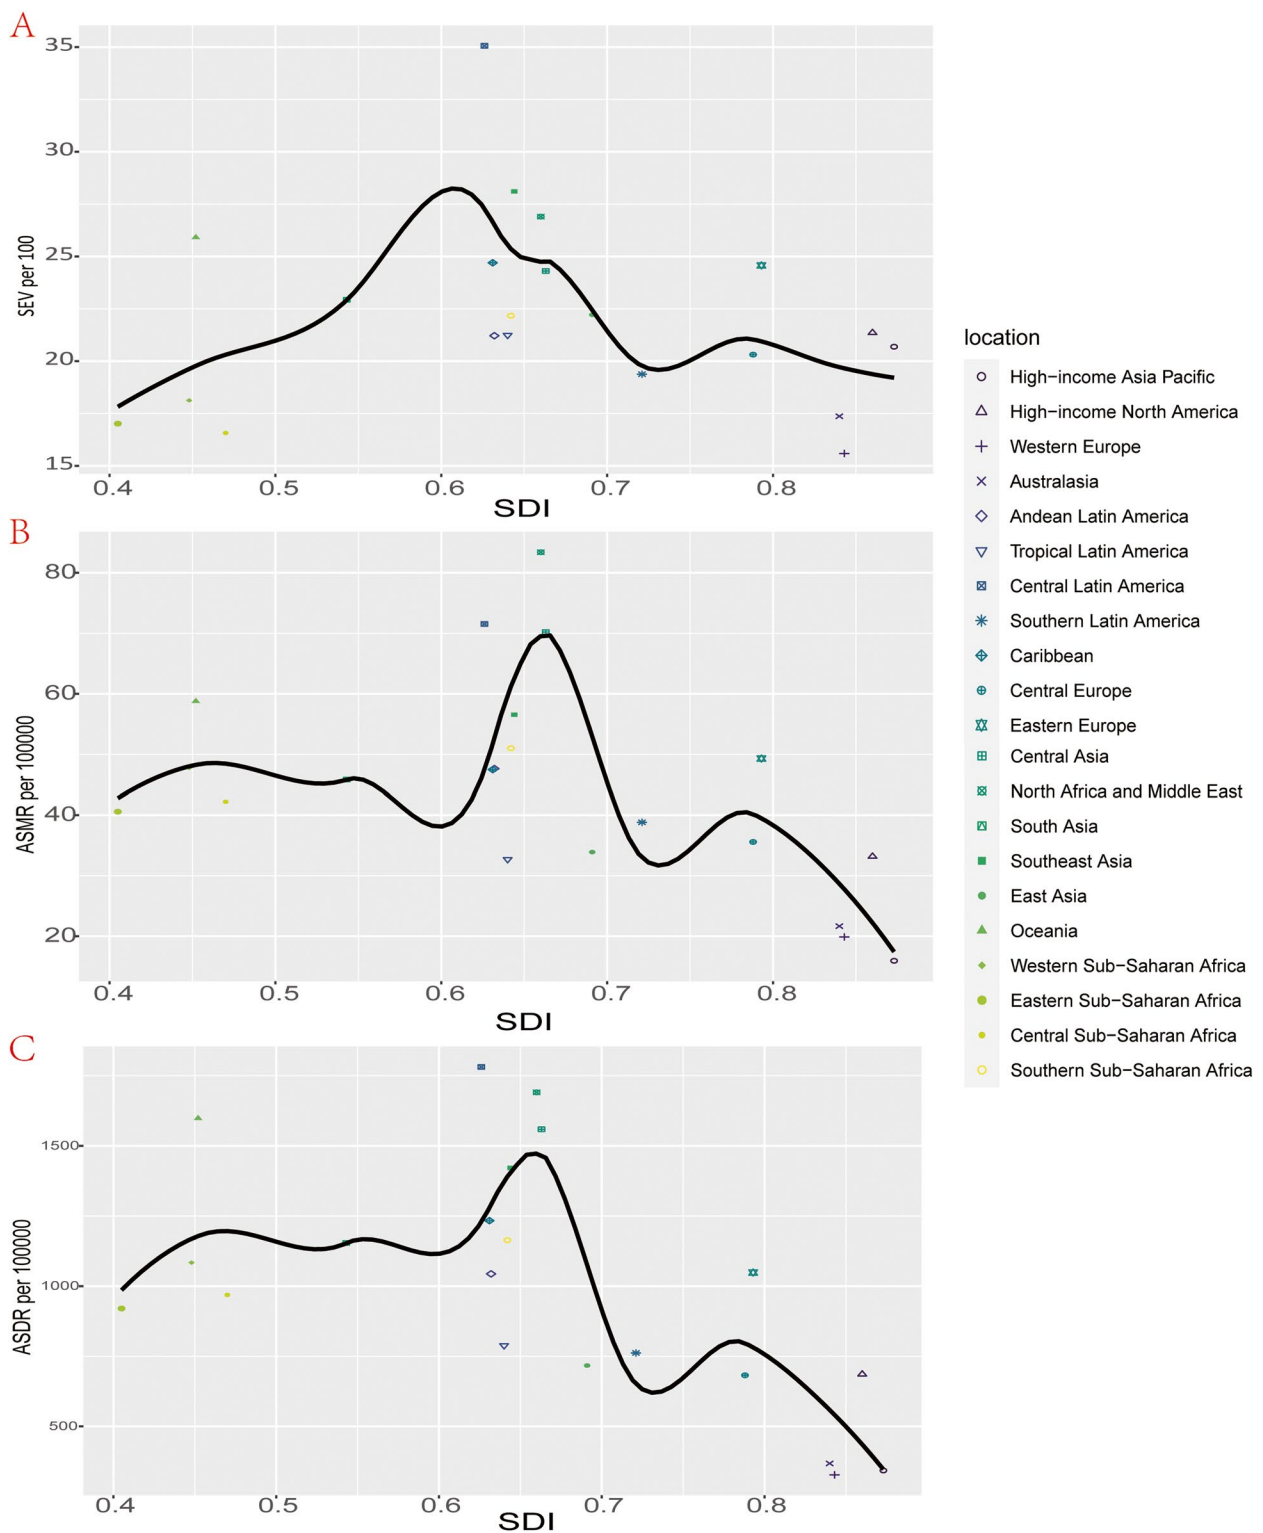 A
35
30
25
20
15
SEV per 100
0.4 0.5 0.6 0.7 0.8
SDI
B
80
60
40
20
ASMR per 100000
0.4 0.5 0.6 0.7 0.8
SDI
C
1500
1000
500
ASDR per 100000
0.4 0.5 0.6 0.7 0.8
SDI
location
High-income Asia Pacific
High-income North America
Western Europe
Australasia
Andean Latin America
Tropical Latin America
Central Latin America
Southern Latin America
Caribbean
Central Europe
Eastern Europe
Central Asia
North Africa and Middle East
South Asia
Southeast Asia
East Asia
Oceania
Western Sub-Saharan Africa
Eastern Sub-Saharan Africa
Central Sub-Saharan Africa
Southern Sub-Saharan Africa